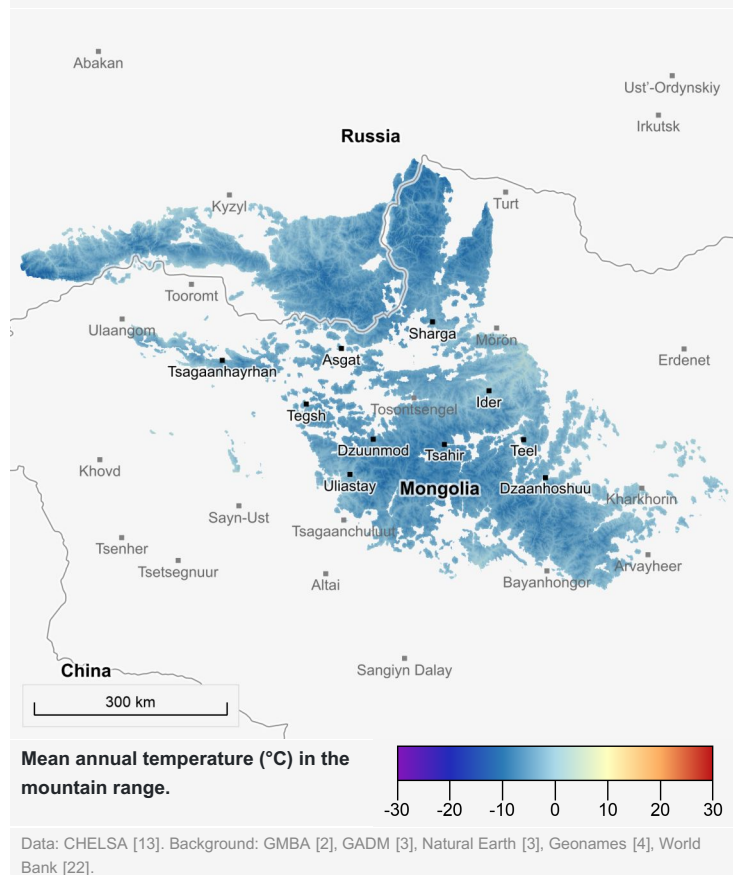 Abakan
Ust'-Ordynskiy
Irkutsk
Russia
Kyzyl
Turt
Tooromt
Ulaangom
Sharga
Mörön
Asgat
Erdenet
Tsagaanhayrhan
Ider
Tegsh
Tosontsengel
Dzuunmod
Tsahir
Teel
Khovd
Uliastay
Mongolia
Dzaanhoshuu
Kharkhorin
Sayn-Ust
Tsagaanchuluut
Tsenher
Tsetsegnuur
Altai
Bayanhongor
Arvayheer
Sangiyn Dalay
China
300 km
Mean annual temperature (°C) in the
mountain range.
-30 -20 -10 0 10 20 30
Data: CHELSA [13]. Background: GMBA [2], GADM [3], Natural Earth [3], Geonames [4], World
Bank [22].